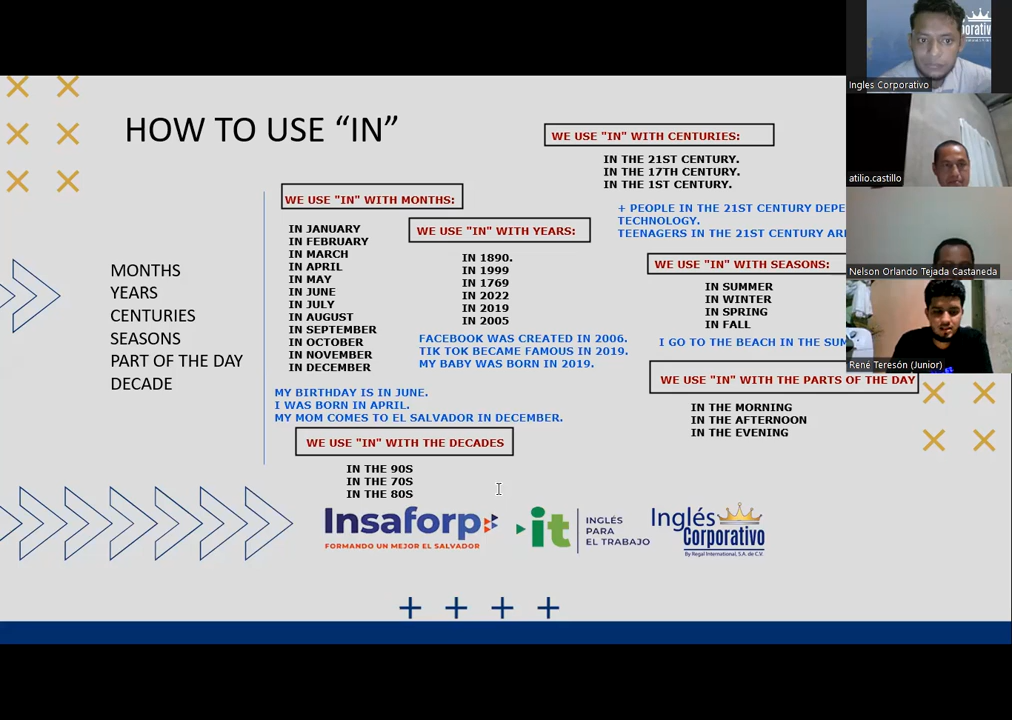 HOW TO USE “IN”
MONTHS
YEARS
CENTURIES
SEASONS
PART OF THE DAY
DECADE
WE USE "IN" WITH MONTHS:
IN JANUARY
IN FEBRUARY
IN MARCH
IN APRIL
IN MAY
IN JUNE
IN JULY
IN AUGUST
IN SEPTEMBER
IN OCTOBER
IN NOVEMBER
IN DECEMBER
MY BIRTHDAY IS IN JUNE.
I WAS BORN IN APRIL.
MY MOM COMES TO EL SALVADOR IN DECEMBER.
WE USE "IN" WITH YEARS:
IN 1890.
IN 1999
IN 1769
IN 2022
IN 2019
IN 2005
FACEBOOK WAS CREATED IN 2006.
TIK TOK BECAME FAMOUS IN 2019.
MY BABY WAS BORN IN 2019.
WE USE "IN" WITH THE DECADES
IN THE 90S
IN THE 70S
IN THE 80S
WE USE "IN" WITH CENTURIES:
IN THE 21ST CENTURY.
IN THE 17TH CENTURY.
IN THE 1ST CENTURY.
+ PEOPLE IN THE 21ST CENTURY
TECHNOLOGY.
TEENAGERS IN THE 21ST CENTURY
WE USE "IN" WITH SEASONS:
IN SUMMER
IN WINTER
IN SPRING
IN FALL
I GO TO THE BEACH IN THE
WE USE "IN" WITH THE PARTS OF THE DAY
IN THE MORNING
IN THE AFTERNOON
IN THE EVENING
Insaforp
FORMANDO UN MEJOR EL SALVADOR
it
INGLÉS
PARA
EL TRABAJO
Inglés
Corporativo
By Regal International, S.A. de C.V.
Ingles Corporativo
atilio.castillo
Nelson Orlando Tejada Castaneda
René Teresón (Junior)